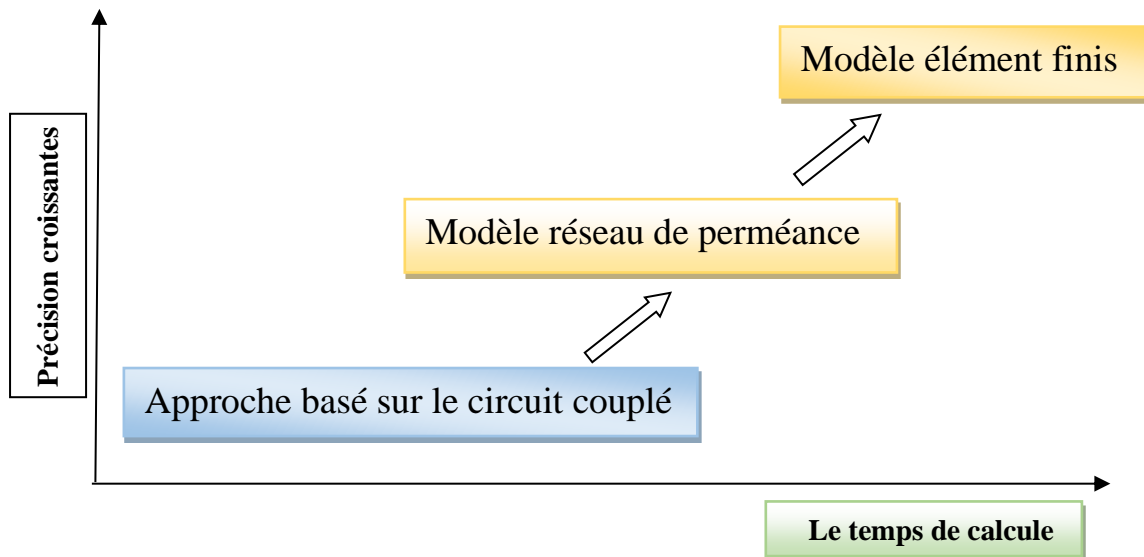 Modèle élément finis
Précision croissantes
Modèle réseau de perméance
Approche basé sur le circuit couplé
Le temps de calcule